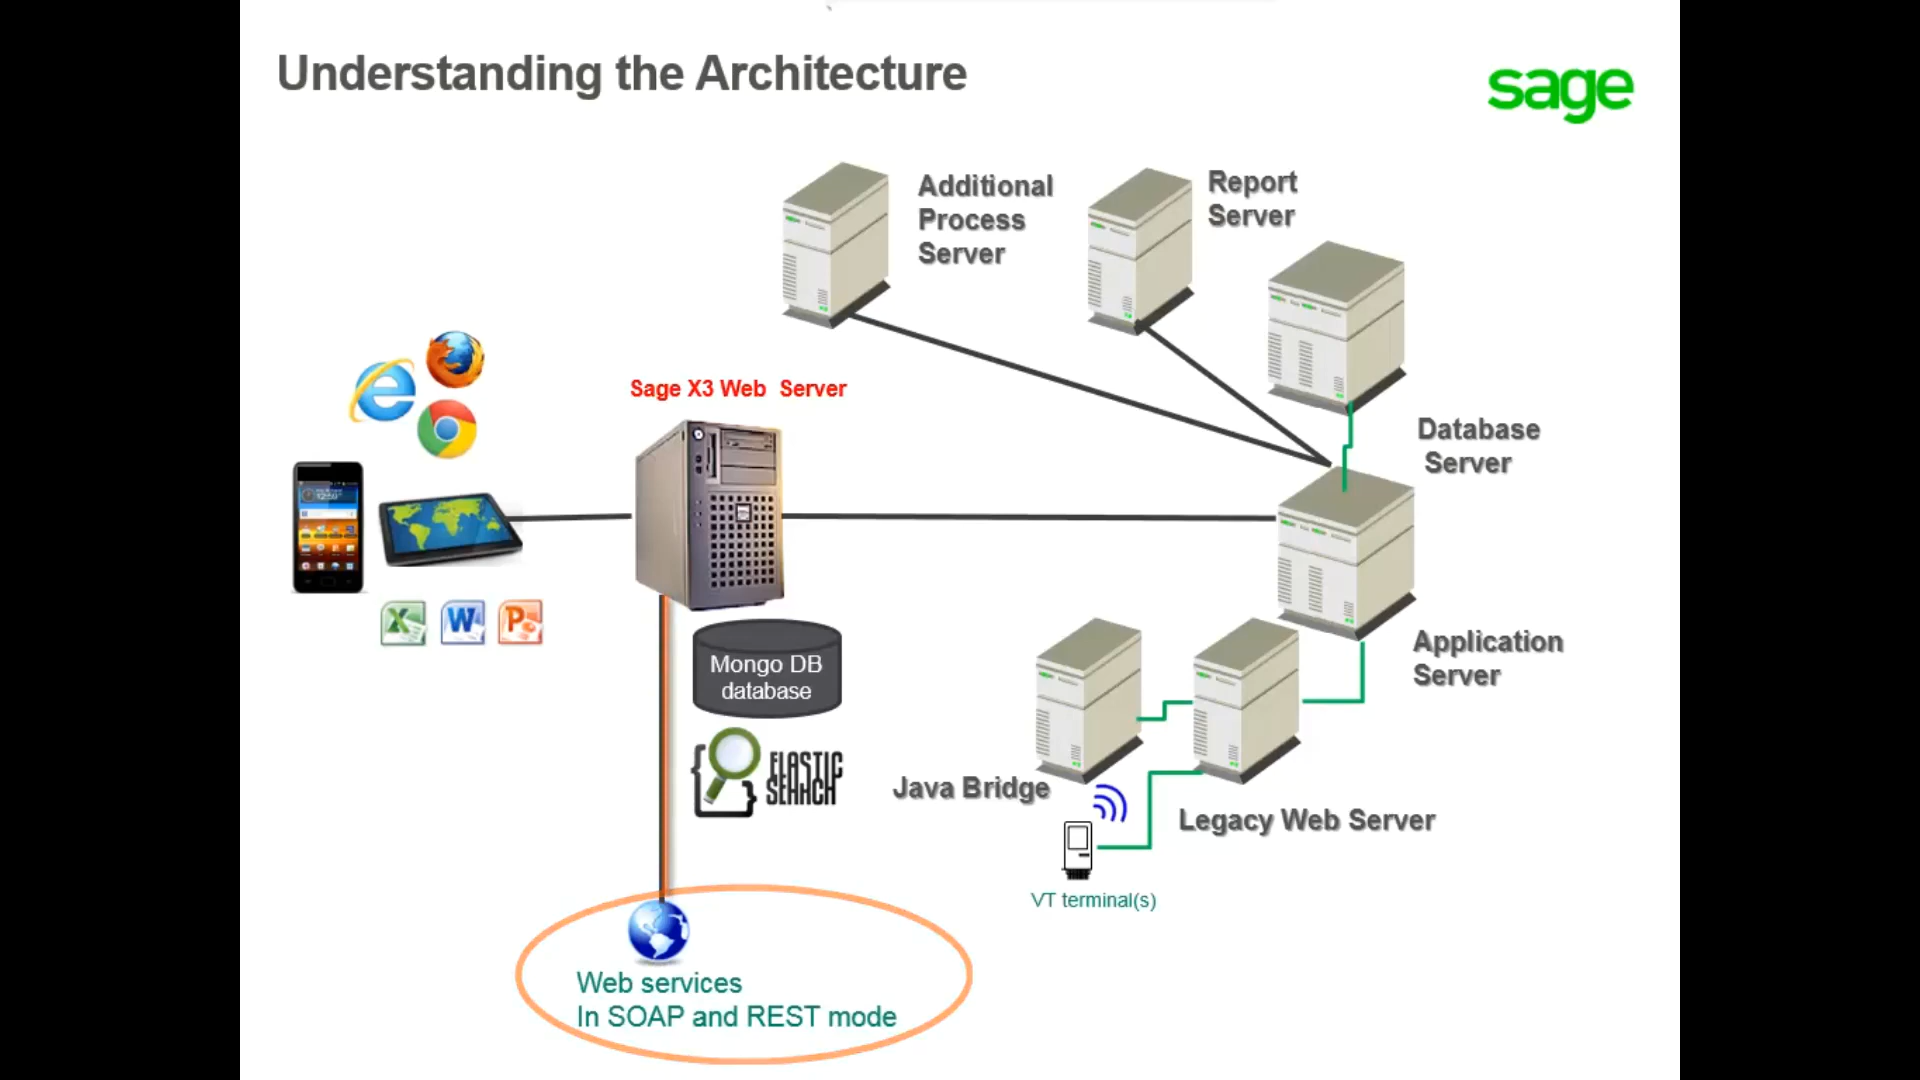 Understanding the Architecture
sage
Additional
Process
Server
Report
Server
Database
Server
Sage X3 Web  Server
Mongo DB
database
ELASTIC
SEARCH
Application
Server
Java Bridge
Legacy Web Server
VT terminal(s)
Web services
In SOAP and REST mode